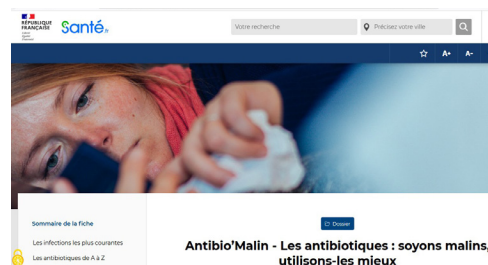 RÉPUBLIQUE
FRANÇAISE
Santé.fr
Votre recherche
Précisez votre ville
A+
A-
Sommaire de la fiche
Dossier
Les infections les plus courantes
Antibio'Malin - Les antibiotiques : soyons malins,
Les antibiotiques de A à Z
utilisons-les mieux